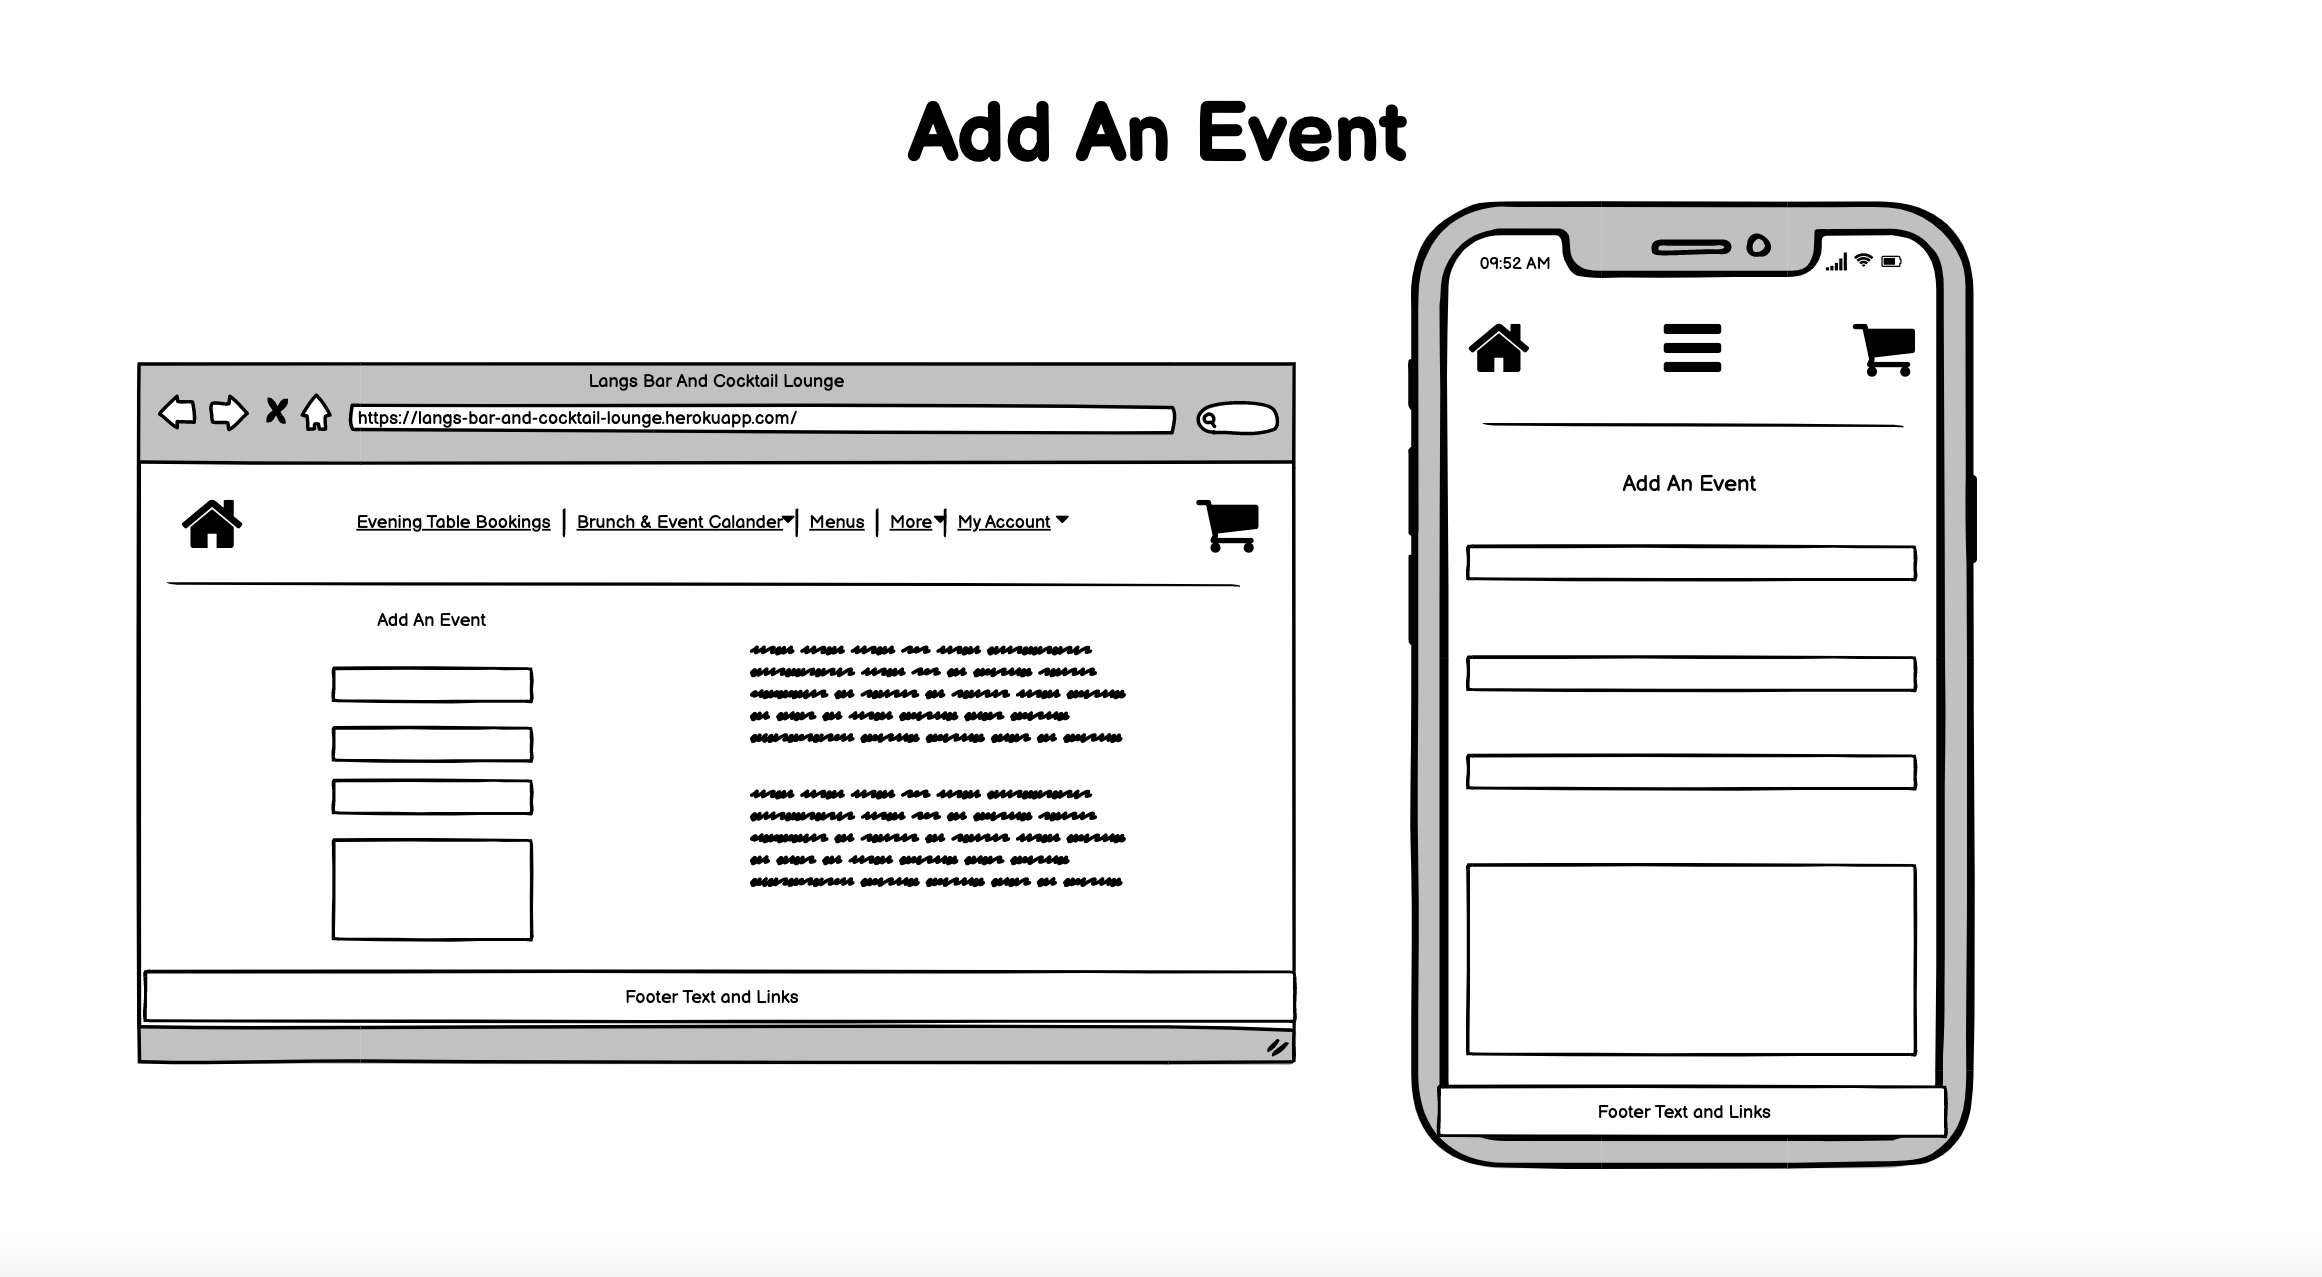 Add An Event
Langs Bar And Cocktail Lounge
https://langs-bar-and-cocktail-lounge.herokuapp.com/
Evening Table Bookings | Brunch & Event Calander | Menus | More | My Account
Add An Event
Footer Text and Links
09:52 AM
Add An Event
Footer Text and Links